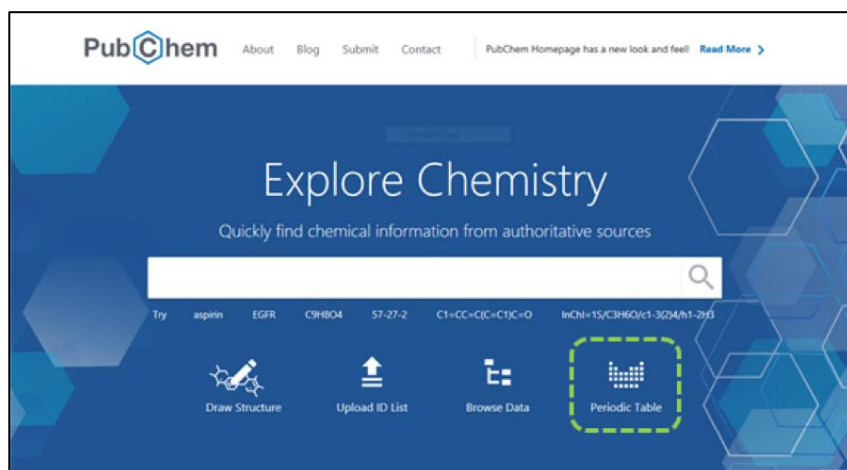 PubChem About Blog Submit Contact PubChem Homepage has a new look and feel! Read More >
Explore Chemistry
Quickly find chemical information from authoritative sources
Try aspirin EGFR C9H8O4 57-27-2 C1=CC=C(C=C1)C=O InChI=1S/C3H6O/c1-3(2)4/h1-2H3
Draw Structure Upload ID List Browse Data Periodic Table